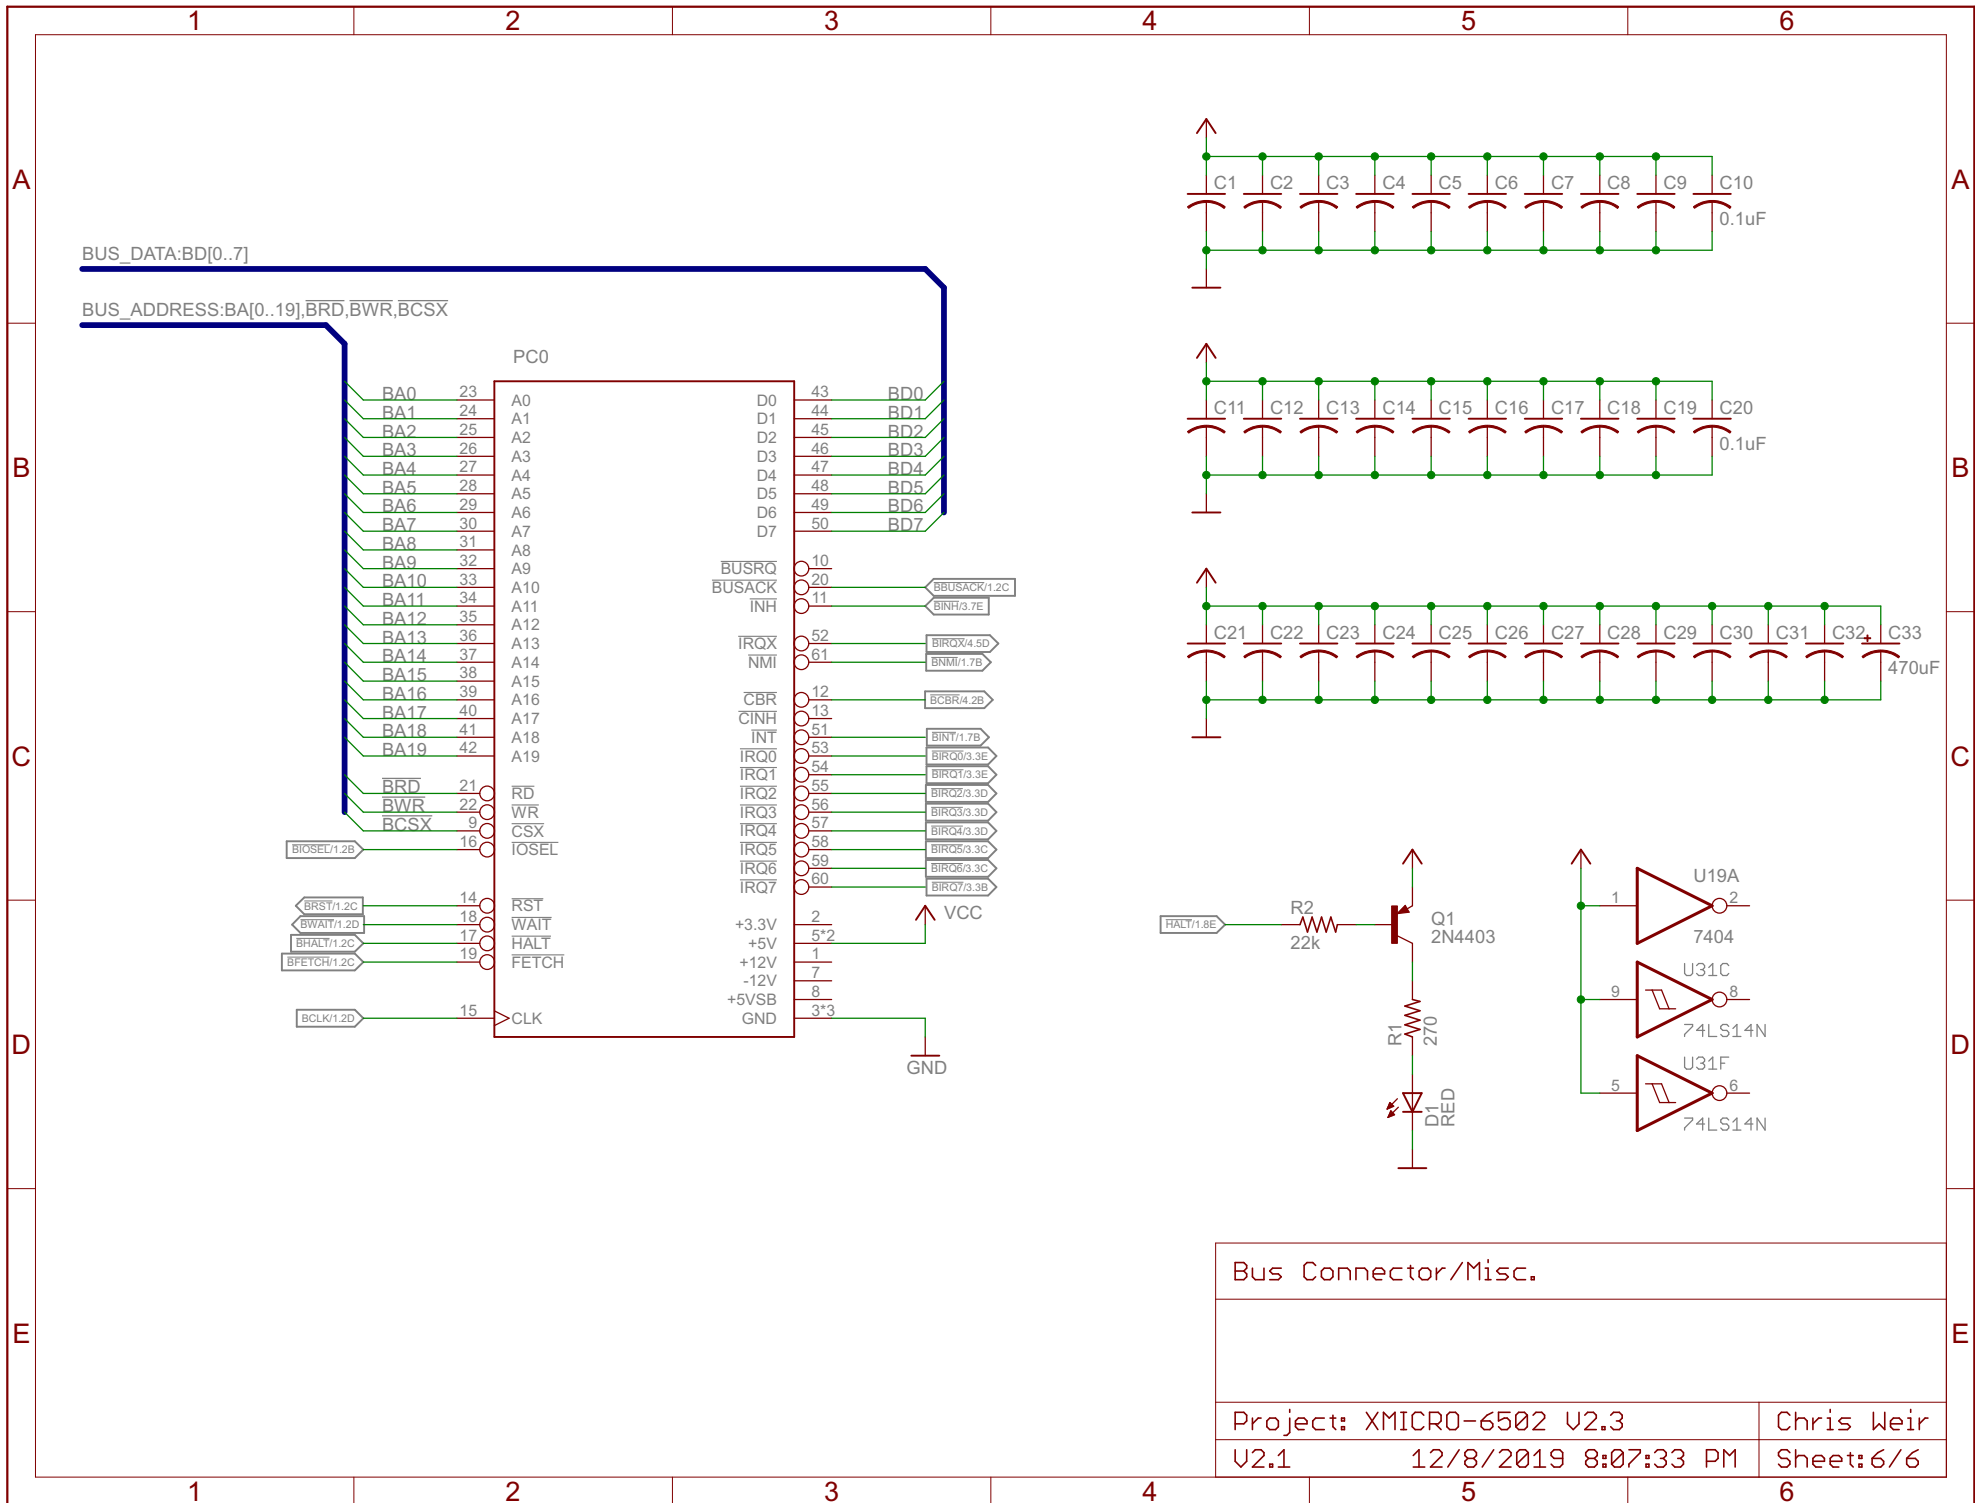 1 2 3 4 5 6
A A
B B
C C
D D
E E
BUS_DATA:BD[0..7]
BUS_ADDRESS:BA[0..19],BRD,BWR,BCSX
PC0
BA0 23 A0
BA1 24 A1
BA2 25 A2
BA3 26 A3
BA4 27 A4
BA5 28 A5
BA6 29 A6
BA7 30 A7
BA8 31 A8
BA9 32 A9
BA10 33 A10
BA11 34 A11
BA12 35 A12
BA13 36 A13
BA14 37 A14
BA15 38 A15
BA16 39 A16
BA17 40 A17
BA18 41 A18
BA19 42 A19
BRD 21 RD
BWR 22 WR
BCSX 9 CSX
BIOSEL/1.2B 16 IOSEL
BRST/1.2C 14 RST
BWAIT/1.2D 18 WAIT
BHALT/1.2C 17 HALT
BFETCH/1.2C 19 FETCH
BCLK/1.2D 15 CLK
D0 43 BD0
D1 44 BD1
D2 45 BD2
D3 46 BD3
D4 47 BD4
D5 48 BD5
D6 49 BD6
D7 50 BD7
BUSRQ 10
BUSACK 20 BBUSACK/1.2C
INH 11 BINH/3.7E
IRQX 52 BIRQX/4.5D
NMI 61 BNMI/1.7B
CBR 12 BCBR/4.2B
CINH 13
INT 51 BINT/1.7B
IRQ0 53 BIRQ0/3.3E
IRQ1 54 BIRQ1/3.3E
IRQ2 55 BIRQ2/3.3D
IRQ3 56 BIRQ3/3.3D
IRQ4 57 BIRQ4/3.3D
IRQ5 58 BIRQ5/3.3C
IRQ6 59 BIRQ6/3.3C
IRQ7 60 BIRQ7/3.3B
+3.3V 2
+5V 5*2 VCC
+12V 1
-12V 7
+5VSB 8
GND 3*3
GND
C1 C2 C3 C4 C5 C6 C7 C8 C9 C10
0.1uF
C11 C12 C13 C14 C15 C16 C17 C18 C19 C20
0.1uF
C21 C22 C23 C24 C25 C26 C27 C28 C29 C30 C31 C32 + C33
470uF
HALT/1.8E
R2
22k
Q1
2N4403
R1
270
D1
RED
U19A
1 2
7404
U31C
9 8
74LS14N
U31F
5 6
74LS14N
Bus Connector/Misc.
Project: XMICRO-6502 V2.3 Chris Weir
V2.1 12/8/2019 8:07:33 PM Sheet:6/6
1 2 3 4 5 6